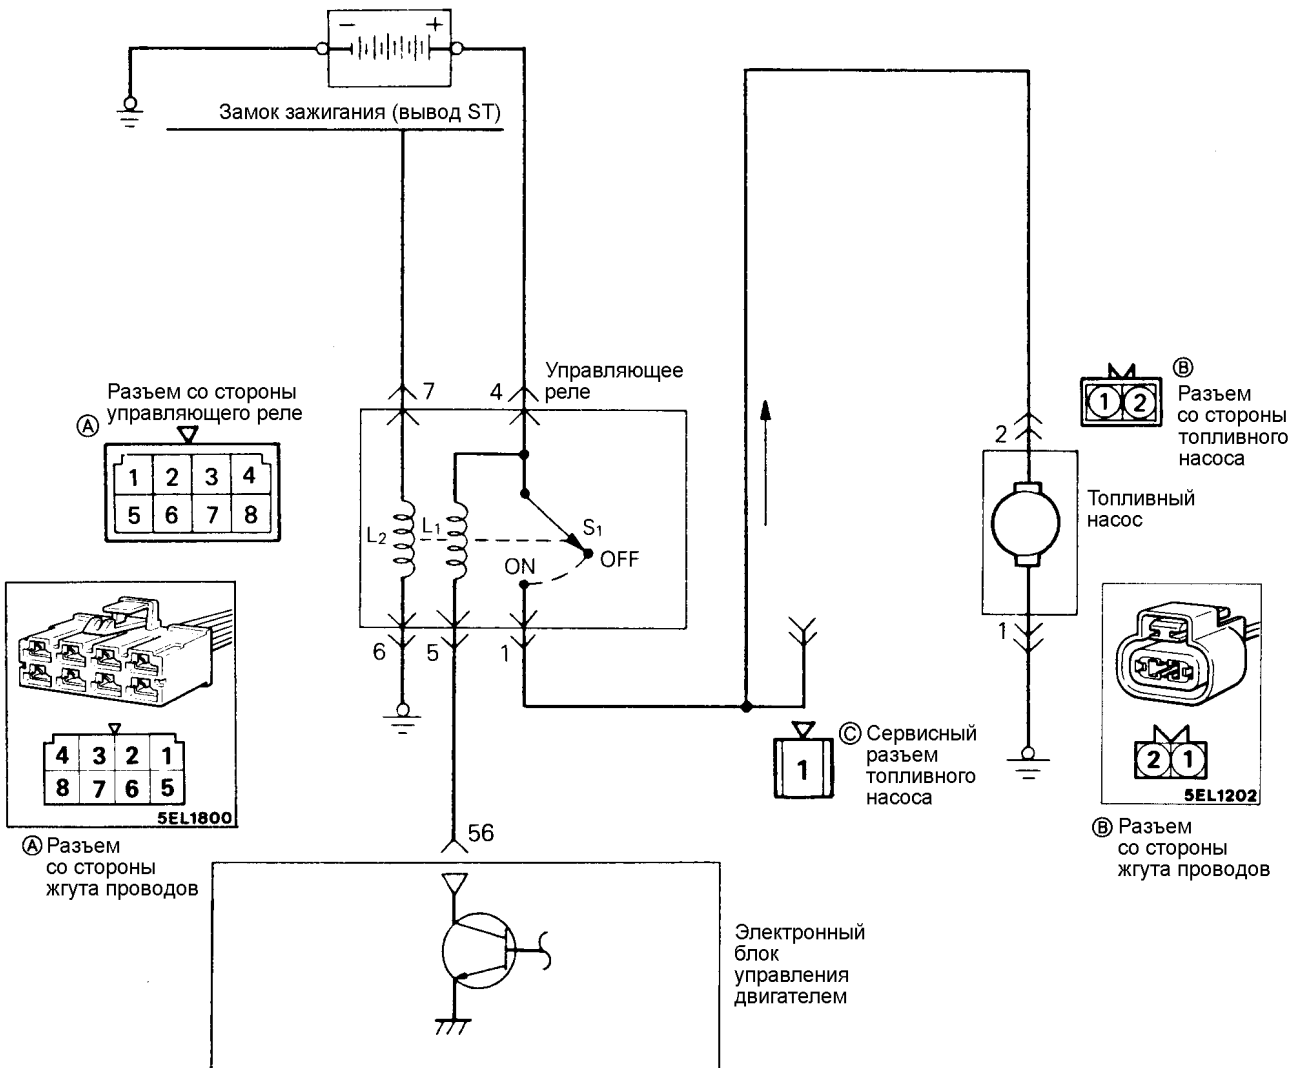 − +
Замок зажигания (вывод ST)
7
4
Управляющее
реле
Ⓐ
Разъем со стороны
управляющего реле
1 2 3 4
5 6 7 8
L2
L1
S1
ON
OFF
6
5
1
Ⓑ
1 2
Разъем
со стороны
топливного
насоса
2
Топливный
насос
1
4 3 2 1
8 7 6 5
5EL1800
Ⓐ Разъем
со стороны
жгута проводов
Ⓒ Сервисный
разъем
топливного
насоса
1
2 1
5EL1202
Ⓑ Разъем
со стороны
жгута проводов
56
Электронный
блок
управления
двигателем